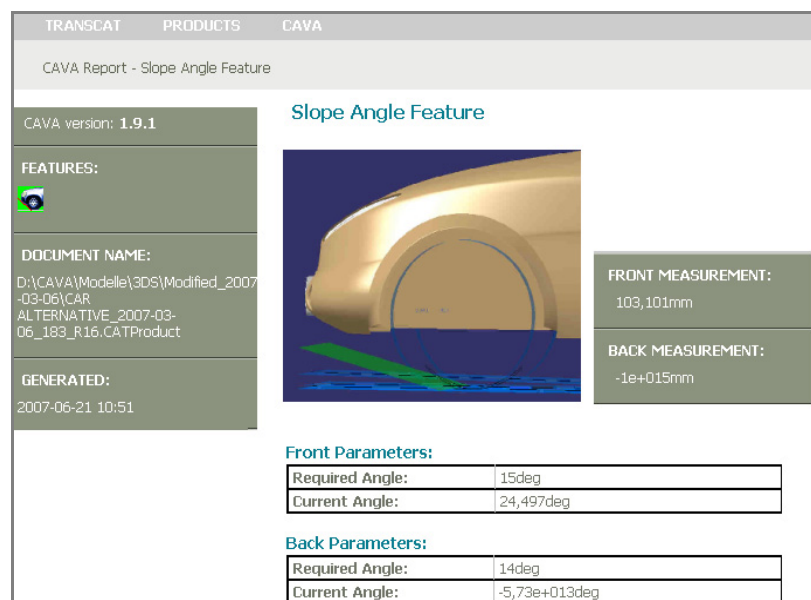 TRANSCAT PRODUCTS CAVA
CAVA Report - Slope Angle Feature
CAVA version: 1.9.1
FEATURES:
DOCUMENT NAME:
D:\CAVA\Modelle\3DS\Modified_2007
-03-06\CAR
ALTERNATIVE_2007-03-
06_183_R16.CATProduct
GENERATED:
2007-06-21 10:51
Slope Angle Feature
FRONT MEASUREMENT:
103,101mm
BACK MEASUREMENT:
-1e+015mm
Front Parameters:
Required Angle: 15deg
Current Angle: 24,497deg
Back Parameters:
Required Angle: 14deg
Current Angle: -5,73e+013deg